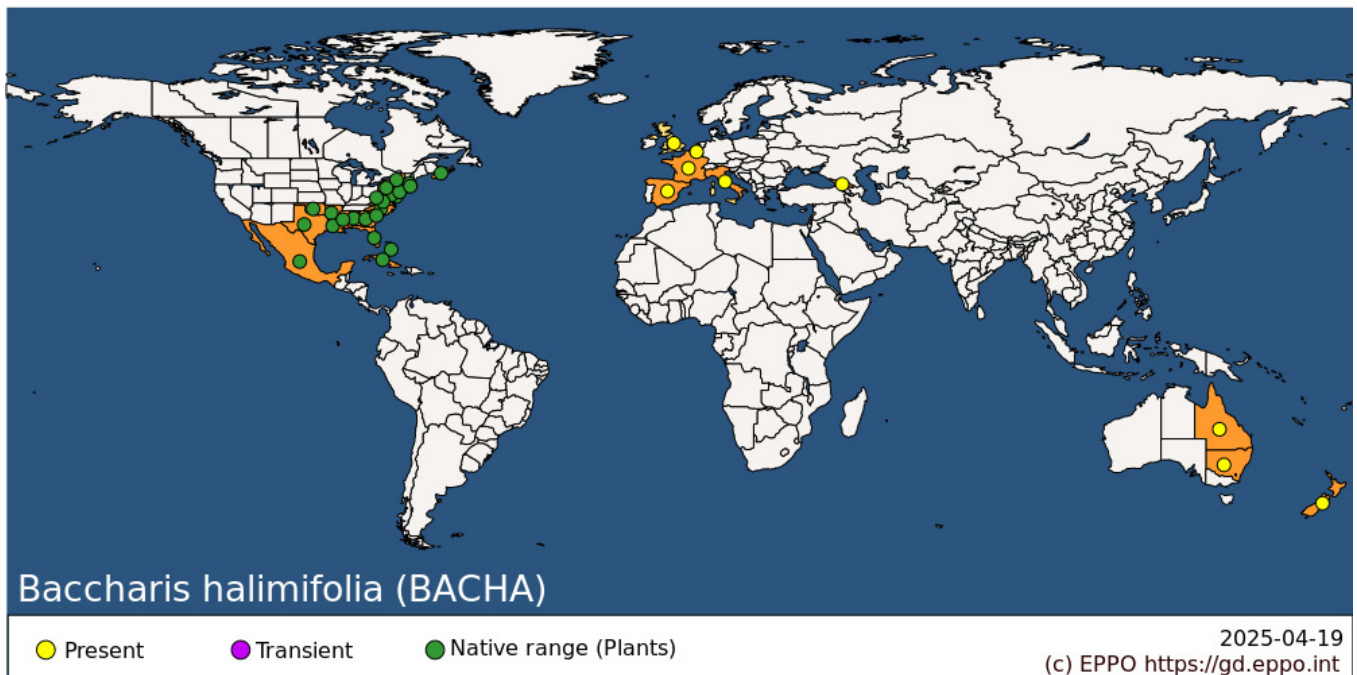 Baccharis halimifolia (BACHA)
Present
Transient
Native range (Plants)
2025-04-19
(c) EPPO https://gd.eppo.int